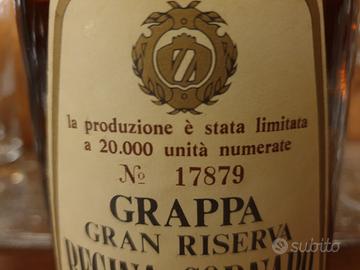 Z
la produzione è stata limitata
a 20.000 unità numerate
No 17879
GRAPPA
GRAN RISERVA
subito